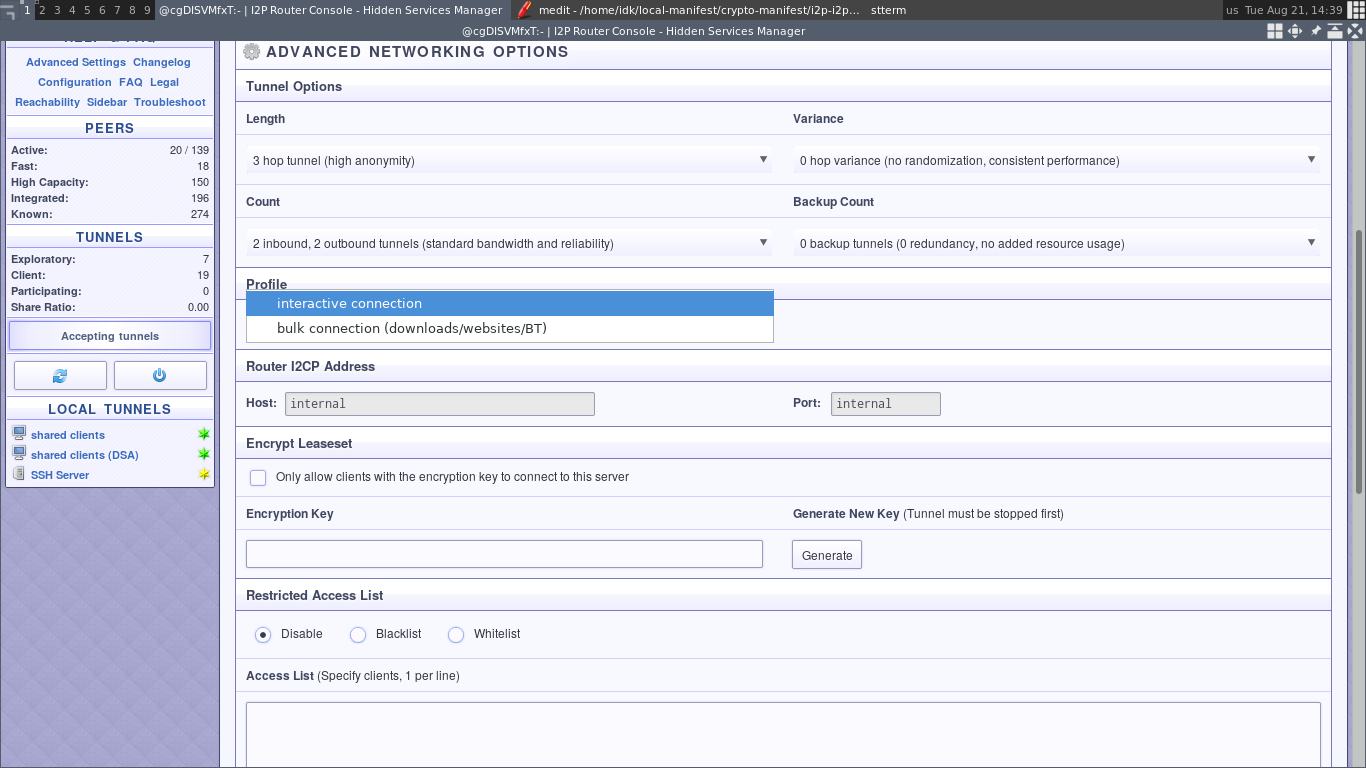 1 2 3 4 5 6 7 8 9 @cgDISVMfxT:- | I2P Router Console - Hidden Services Manager medit - /home/idk/local-manifest/crypto-manifest/i2p-i2p... stterm us Tue Aug 21, 14:39
@cgDISVMfxT:- | I2P Router Console - Hidden Services Manager
Advanced Settings Changelog
Configuration FAQ Legal
Reachability Sidebar Troubleshoot
PEERS
Active: 20 / 139
Fast: 18
High Capacity: 150
Integrated: 196
Known: 274
TUNNELS
Exploratory: 7
Client: 19
Participating: 0
Share Ratio: 0.00
Accepting tunnels
LOCAL TUNNELS
shared clients
shared clients (DSA)
SSH Server
ADVANCED NETWORKING OPTIONS
Tunnel Options
Length Variance
3 hop tunnel (high anonymity) 0 hop variance (no randomization, consistent performance)
Count Backup Count
2 inbound, 2 outbound tunnels (standard bandwidth and reliability) 0 backup tunnels (0 redundancy, no added resource usage)
Profile
interactive connection
bulk connection (downloads/websites/BT)
Router I2CP Address
Host: internal Port: internal
Encrypt Leaseset
Only allow clients with the encryption key to connect to this server
Encryption Key Generate New Key (Tunnel must be stopped first)
Generate
Restricted Access List
Disable Blacklist Whitelist
Access List (Specify clients, 1 per line)